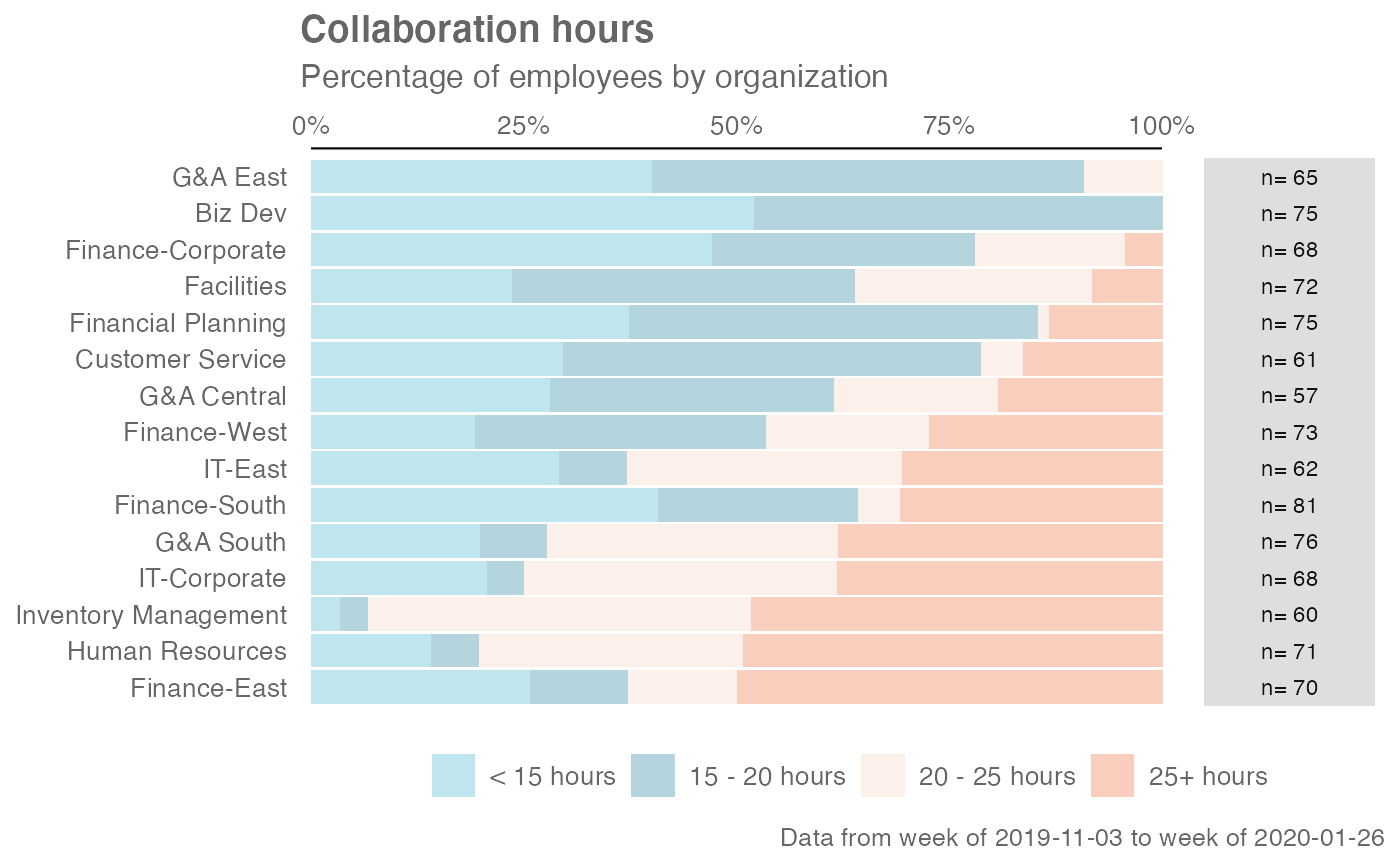 Collaboration hours
Percentage of employees by organization
0% 25% 50% 75% 100%
G&A East n= 65
Biz Dev n= 75
Finance-Corporate n= 68
Facilities n= 72
Financial Planning n= 75
Customer Service n= 61
G&A Central n= 57
Finance-West n= 73
IT-East n= 62
Finance-South n= 81
G&A South n= 76
IT-Corporate n= 68
Inventory Management n= 60
Human Resources n= 71
Finance-East n= 70
< 15 hours 15 - 20 hours 20 - 25 hours 25+ hours
Data from week of 2019-11-03 to week of 2020-01-26